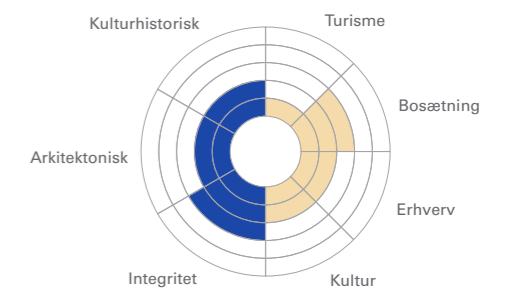 Kulturhistorisk
Turisme
Bosætning
Arkitektonisk
Erhverv
Integritet
Kultur